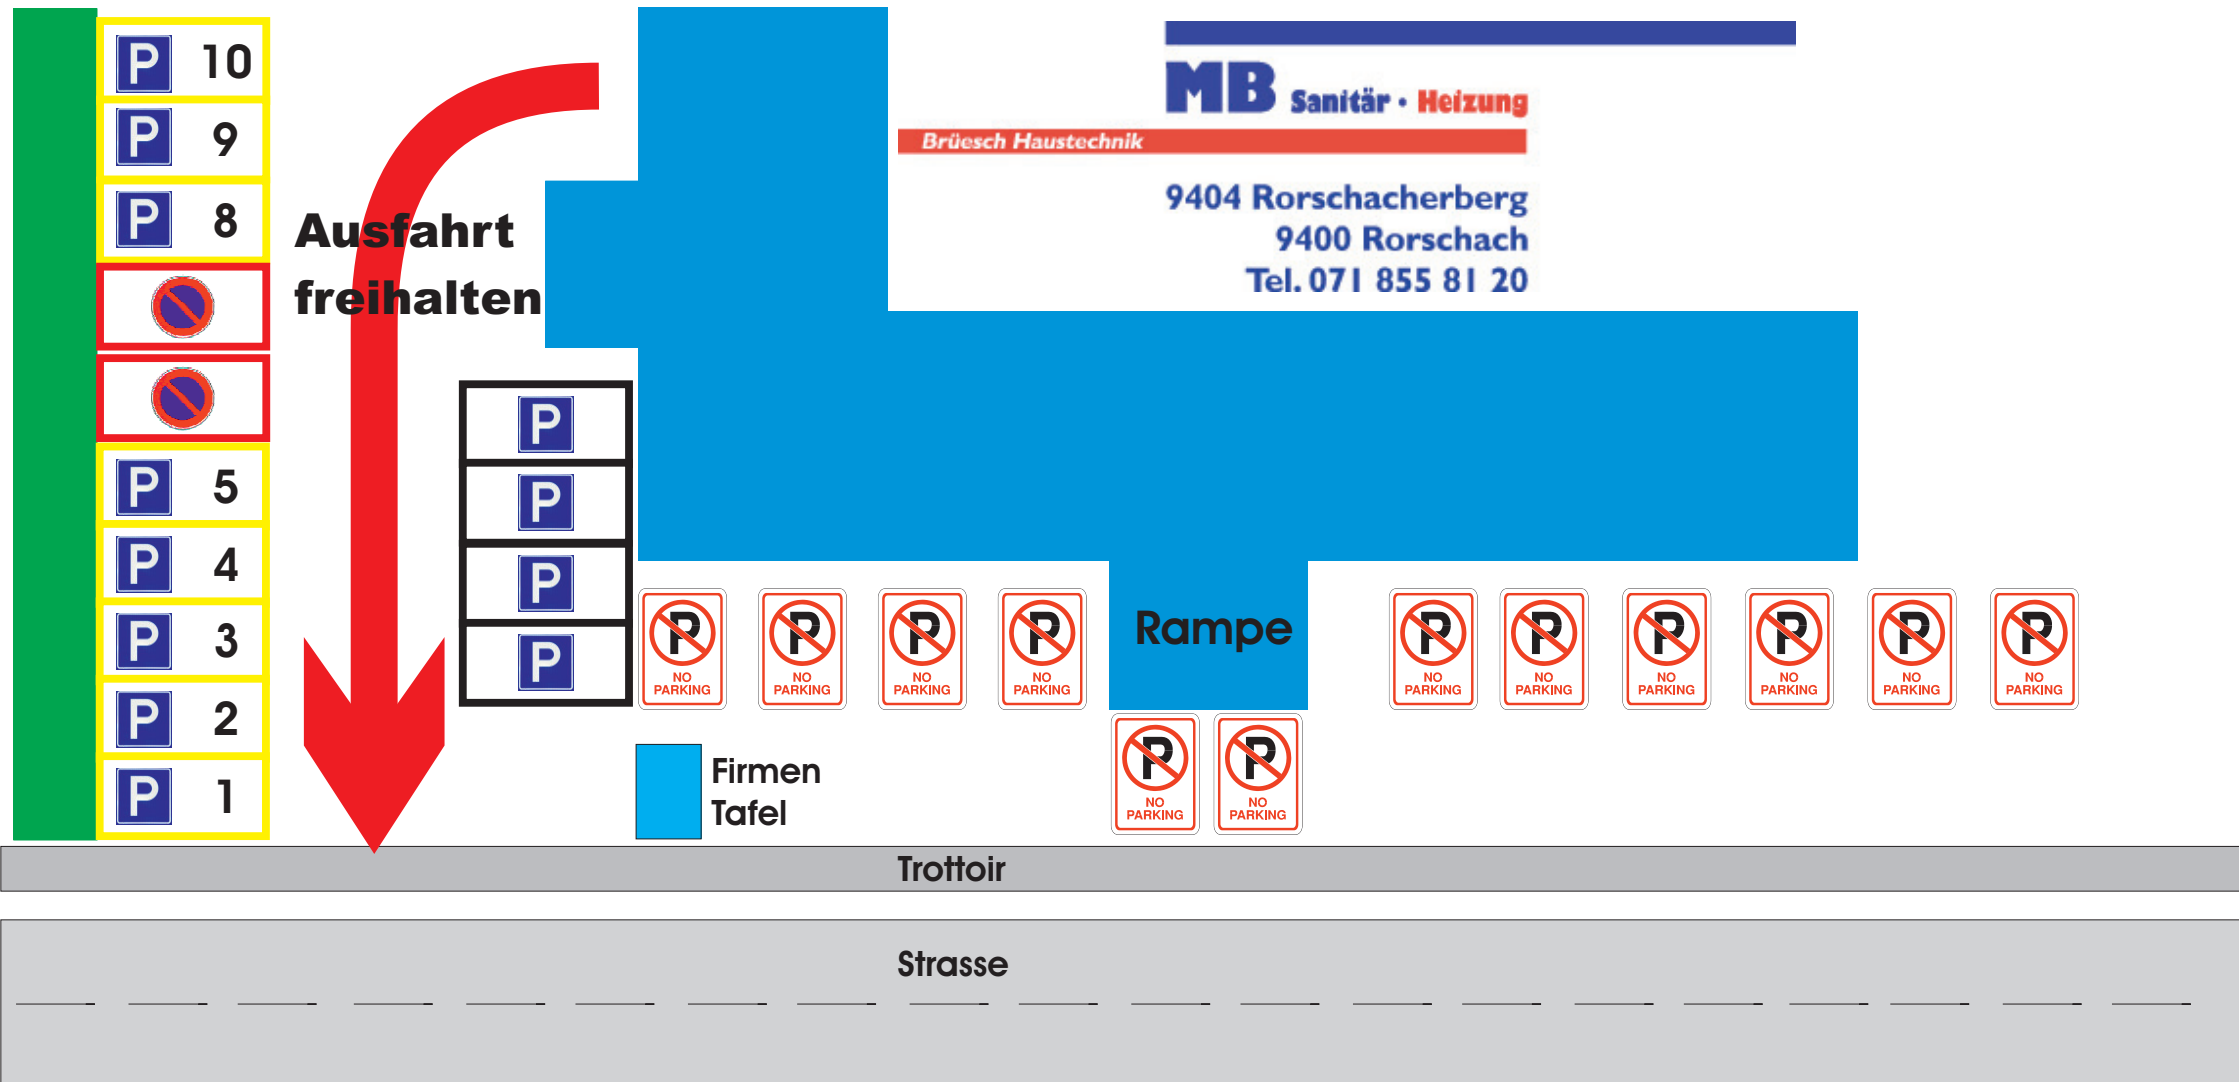 P 10
P 9
P 8
P 5
P 4
P 3
P 2
P 1
Ausfahrt
freihalten
P
P
P
P
MB Sanitär • Heizung
Brüesch Haustechnik
9404 Rorschacherberg
9400 Rorschach
Tel. 071 855 81 20
P
NO
PARKING
P
NO
PARKING
P
NO
PARKING
P
NO
PARKING
Rampe
P
NO
PARKING
P
NO
PARKING
P
NO
PARKING
P
NO
PARKING
P
NO
PARKING
P
NO
PARKING
P
NO
PARKING
P
NO
PARKING
Firmen
Tafel
Trottoir
Strasse